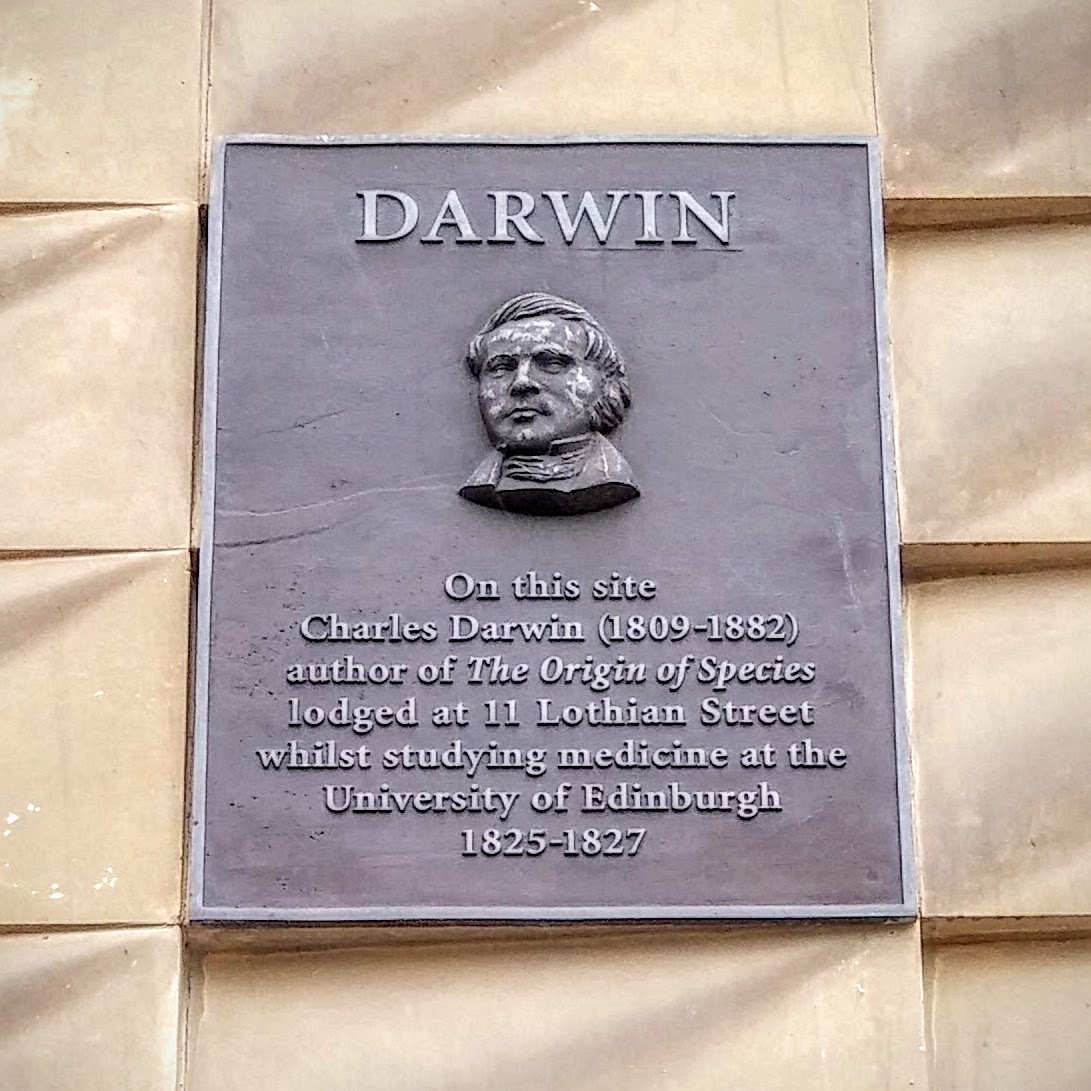 DARWIN
On this site
Charles Darwin (1809-1882)
author of The Origin of Species
lodged at 11 Lothian Street
whilst studying medicine at the
University of Edinburgh
1825-1827